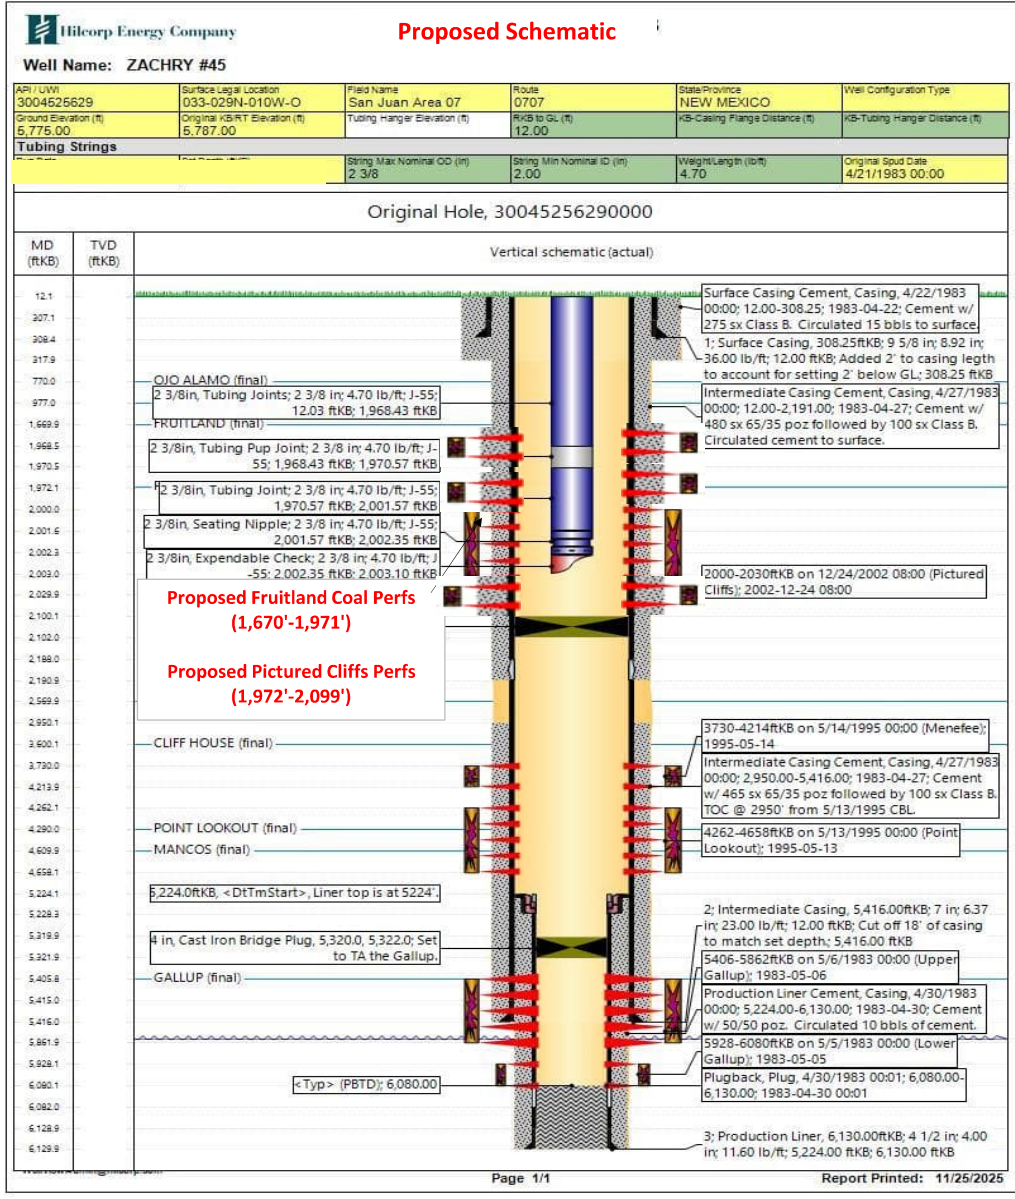 Hilcorp Energy Company
Proposed Schematic
Well Name: ZACHRY #45
API / UWI
3004525629
Surface Legal Location
033-029N-010W-O
Field Name
San Juan Area 07
Route
0707
State/Province
NEW MEXICO
Well Configuration Type
Ground Elevation (ft)
5,775.00
Original KB/RT Elevation (ft)
5,787.00
Tubing Hanger Elevation (ft)
RKB to GL (ft)
12.00
KB-Casing Flange Distance (ft)
KB-Tubing Hanger Distance (ft)
Tubing Strings
String Max Nominal OD (in)
2 3/8
String Min Nominal ID (in)
2.00
Weight/Length (lb/ft)
4.70
Original Spud Date
4/21/1983 00:00
Original Hole, 30045256290000
MD
(ftKB)
TVD
(ftKB)
Vertical schematic (actual)
12.1
307.1
308.4
317.9
770.0
977.0
1,669.9
1,968.5
1,970.5
1,972.1
2,000.0
2,001.6
2,002.3
2,003.0
2,029.9
2,100.1
2,102.0
2,188.0
2,190.9
2,569.9
2,950.1
3,600.1
3,730.0
4,213.9
4,262.1
4,290.0
4,609.9
4,658.1
5,224.1
5,228.3
5,319.9
5,321.9
5,405.8
5,415.0
5,416.0
5,861.9
5,928.1
6,080.1
6,082.0
6,128.9
6,129.9
OJO ALAMO (final)
2 3/8in, Tubing Joints; 2 3/8 in; 4.70 lb/ft; J-55;
12.03 ftKB; 1,968.43 ftKB
FRUITLAND (final)
2 3/8in, Tubing Pup Joint; 2 3/8 in; 4.70 lb/ft; J-
55; 1,968.43 ftKB; 1,970.57 ftKB
2 3/8in, Tubing Joint; 2 3/8 in; 4.70 lb/ft; J-55;
1,970.57 ftKB; 2,001.57 ftKB
2 3/8in, Seating Nipple; 2 3/8 in; 4.70 lb/ft; J-55;
2,001.57 ftKB; 2,002.35 ftKB
2 3/8in, Expendable Check; 2 3/8 in; 4.70 lb/ft; J
-55; 2,002.35 ftKB; 2,003.10 ftKB
Proposed Fruitland Coal Perfs
(1,670'-1,971')
Proposed Pictured Cliffs Perfs
(1,972'-2,099')
CLIFF HOUSE (final)
POINT LOOKOUT (final)
MANCOS (final)
5,224.0ftKB, <DtTmStart>, Liner top is at 5224'.
4 in, Cast Iron Bridge Plug, 5,320.0, 5,322.0; Set
to TA the Gallup.
GALLUP (final)
<Typ> (PBTD); 6,080.00
Surface Casing Cement, Casing, 4/22/1983
00:00; 12.00-308.25; 1983-04-22; Cement w/
275 sx Class B. Circulated 15 bbls to surface.
1; Surface Casing, 308.25ftKB; 9 5/8 in; 8.92 in;
36.00 lb/ft; 12.00 ftKB; Added 2' to casing legth
to account for setting 2' below GL.; 308.25 ftKB
Intermediate Casing Cement, Casing, 4/27/1983
00:00; 12.00-2,191.00; 1983-04-27; Cement w/
480 sx 65/35 poz followed by 100 sx Class B.
Circulated cement to surface.
2000-2030ftKB on 12/24/2002 08:00 (Pictured
Cliffs); 2002-12-24 08:00
3730-4214ftKB on 5/14/1995 00:00 (Menefee);
1995-05-14
Intermediate Casing Cement, Casing, 4/27/1983
00:00; 2,950.00-5,416.00; 1983-04-27; Cement
w/ 465 sx 65/35 poz followed by 100 sx Class B.
TOC @ 2950' from 5/13/1995 CBL.
4262-4658ftKB on 5/13/1995 00:00 (Point
Lookout); 1995-05-13
2; Intermediate Casing, 5,416.00ftKB; 7 in; 6.37
in; 23.00 lb/ft; 12.00 ftKB; Cut off 18' of casing
to match set depth.; 5,416.00 ftKB
5406-5862ftKB on 5/6/1983 00:00 (Upper
Gallup); 1983-05-06
Production Liner Cement, Casing, 4/30/1983
00:00; 5,224.00-6,130.00; 1983-04-30; Cement
w/ 50/50 poz. Circulated 10 bbls of cement.
5928-6080ftKB on 5/5/1983 00:00 (Lower
Gallup); 1983-05-05
Plugback, Plug, 4/30/1983 00:01; 6,080.00-
6,130.00; 1983-04-30 00:01
3; Production Liner, 6,130.00ftKB; 4 1/2 in; 4.00
in; 11.60 lb/ft; 5,224.00 ftKB; 6,130.00 ftKB
Page 1/1
Report Printed: 11/25/2025